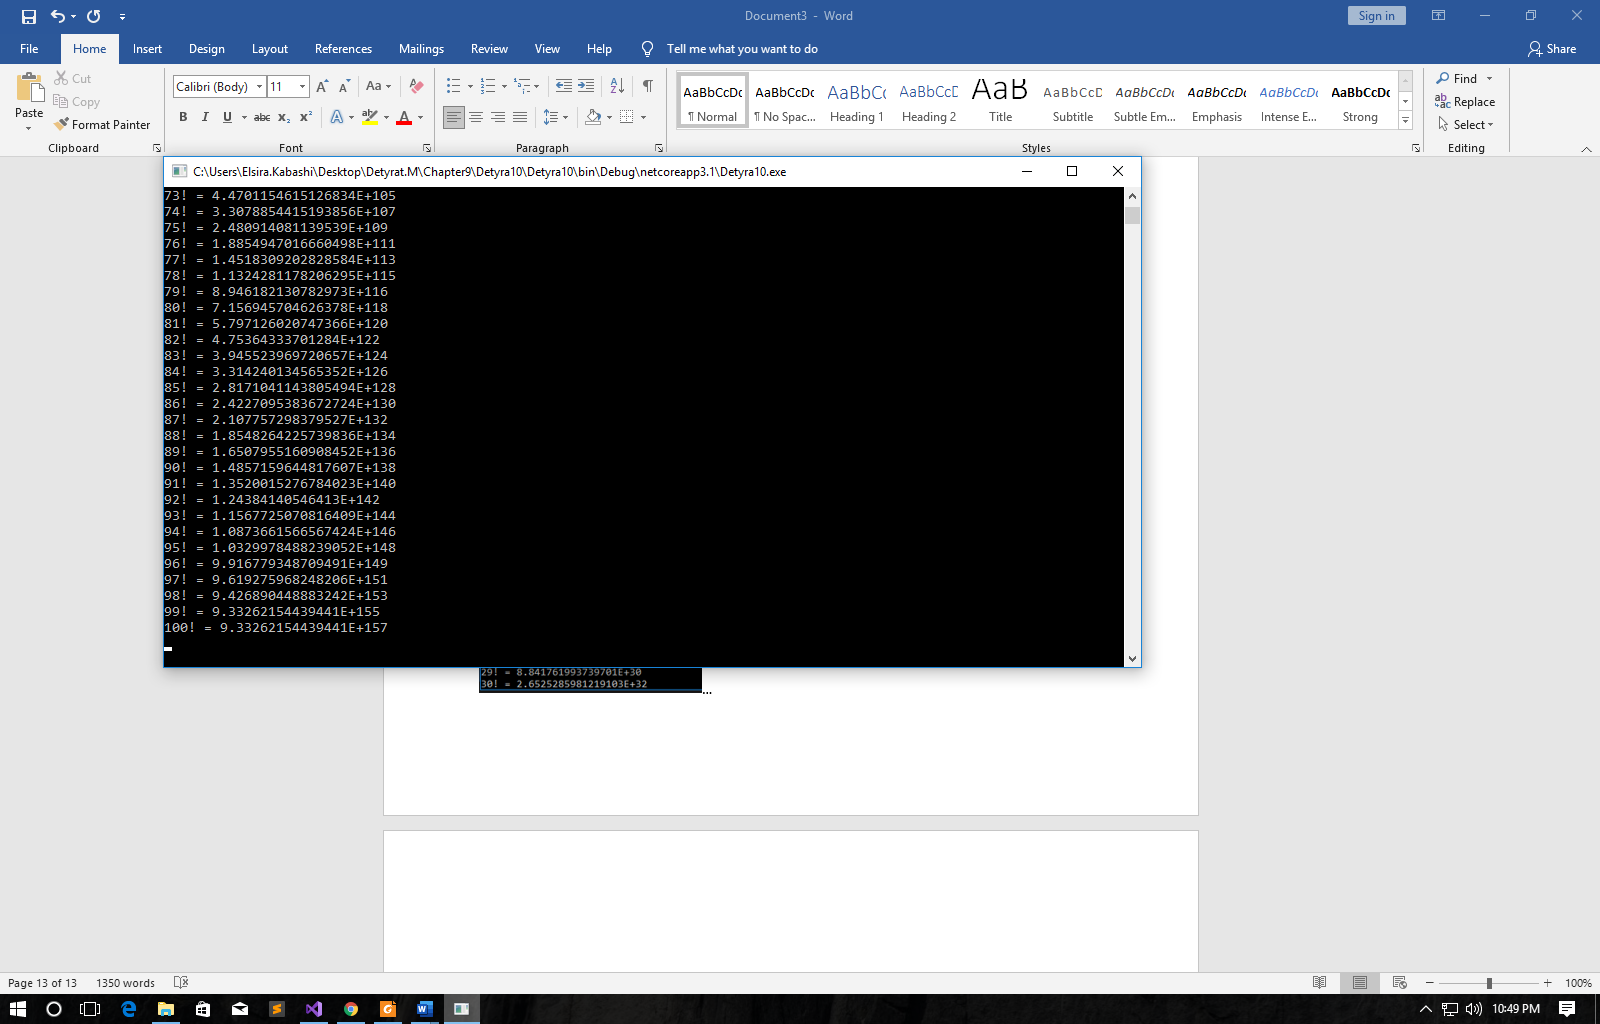 Document3 - Word
Sign in
File Home Insert Design Layout References Mailings Review View Help Tell me what you want to do Share
Paste
Cut
Copy
Format Painter
Clipboard
Calibri (Body) 11
Font
Paragraph
AaBbCcDc AaBbCcDc AaBbCc AaBbCcD AaB AaBbCcD AaBbCcDc AaBbCcDc AaBbCcDc AaBbCcDc
¶ Normal ¶ No Spac... Heading 1 Heading 2 Title Subtitle Subtle Em... Emphasis Intense E... Strong
Styles
Find
Replace
Select
Editing
C:\Users\Elsira.Kabashi\Desktop\Detyrat.M\Chapter9\Detyra10\Detyra10\bin\Debug\netcoreapp3.1\Detyra10.exe
73! = 4.4701154615126834E+105
74! = 3.3078854415193856E+107
75! = 2.480914081139539E+109
76! = 1.8854947016660498E+111
77! = 1.4518309202828584E+113
78! = 1.1324281178206295E+115
79! = 8.946182130782973E+116
80! = 7.156945704626378E+118
81! = 5.797126020747366E+120
82! = 4.75364333701284E+122
83! = 3.945523969720657E+124
84! = 3.314240134565352E+126
85! = 2.8171041143805494E+128
86! = 2.4227095383672724E+130
87! = 2.107757298379527E+132
88! = 1.8548264225739836E+134
89! = 1.6507955160908452E+136
90! = 1.4857159644817607E+138
91! = 1.3520015276784023E+140
92! = 1.24384140546413E+142
93! = 1.1567725070816409E+144
94! = 1.0873661566567424E+146
95! = 1.0329978488239052E+148
96! = 9.916779348709491E+149
97! = 9.619275968248206E+151
98! = 9.426890448883242E+153
99! = 9.33262154439441E+155
100! = 9.33262154439441E+157
29! = 8.841761993739701E+30
30! = 2.6525285981219103E+32
...
Page 13 of 13 1350 words
100%
10:49 PM